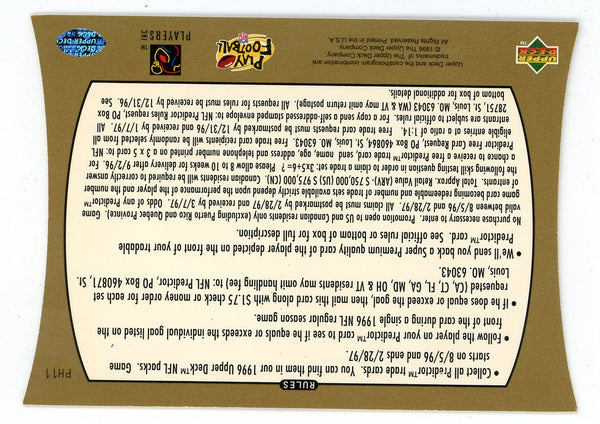 RULES
PH11
• Collect all Predictor™ trade cards. You can find them in our 1996 Upper Deck™ NFL packs. Game
starts on 8/5/96 and ends 2/28/97.
• Follow the player on your Predictor™ card to see if he equals or exceeds the individual goal listed on the
front of the card during a single 1996 NFL regular season game.
• If he does equal or exceed the goal, then mail this card along with $1.75 check or money order for each set
requested (CA, CT, FL, GA, MD, OH & VT residents may omit handling fee) to: NFL Predictor, PO Box 460871, St.
Louis, MO. 63043.
• We'll send you back a Super Premium quality card of the player depicted on the front of your tradable
Predictor™ card. See official rules or bottom of box for full description.
No purchase necessary to enter. Promotion open to US and Canadian residents only (excluding Puerto Rico and Quebec Province). Game
valid between 8/5/96 and 2/28/97. All claims must be postmarked by 2/28/97 and received by 3/7/97. Odds of any Predictor™
game card becoming redeemable and number of trade sets available strictly depend upon the performance of the player and the number
of entrants. Total Approx. Retail Value (ARV)- $ 750,000 (US) $ 975,000 (CN). Canadian residents will be required to correctly answer
the following skill testing question in order to claim a trade set: 3x5+6= ? Please allow 8 to 10 weeks for delivery after 9/2/96. For
a chance to receive a free trade card, send name, age, address and telephone number printed on a 3 x 5 card to: NFL
Predictor Free Card Request, PO Box 460864, St. Louis, MO. 63043. Free trade card recipients will be randomly selected from all
eligible entries at a ratio of 1:14. Free trade card requests must be postmarked by 12/31/96 and received by 1/7/97. All
entrants are subject to official rules. For a copy send a self-addressed stamped envelope to: NFL Predictor Rules Request, PO Box
28751, St. Louis, MO. 63043 (WA & VT may omit return postage). All requests for rules must be received by 12/31/96. See
bottom of box for additional details.
UPPER DECK
Upper Deck and the card/hologram combination are
trademarks of The Upper Deck Company.
© 1996 The Upper Deck Company.
All Rights Reserved. Printed in the U.S.A.
PLAY FOOTBALL
PLAYERS INC
UPPER DECK